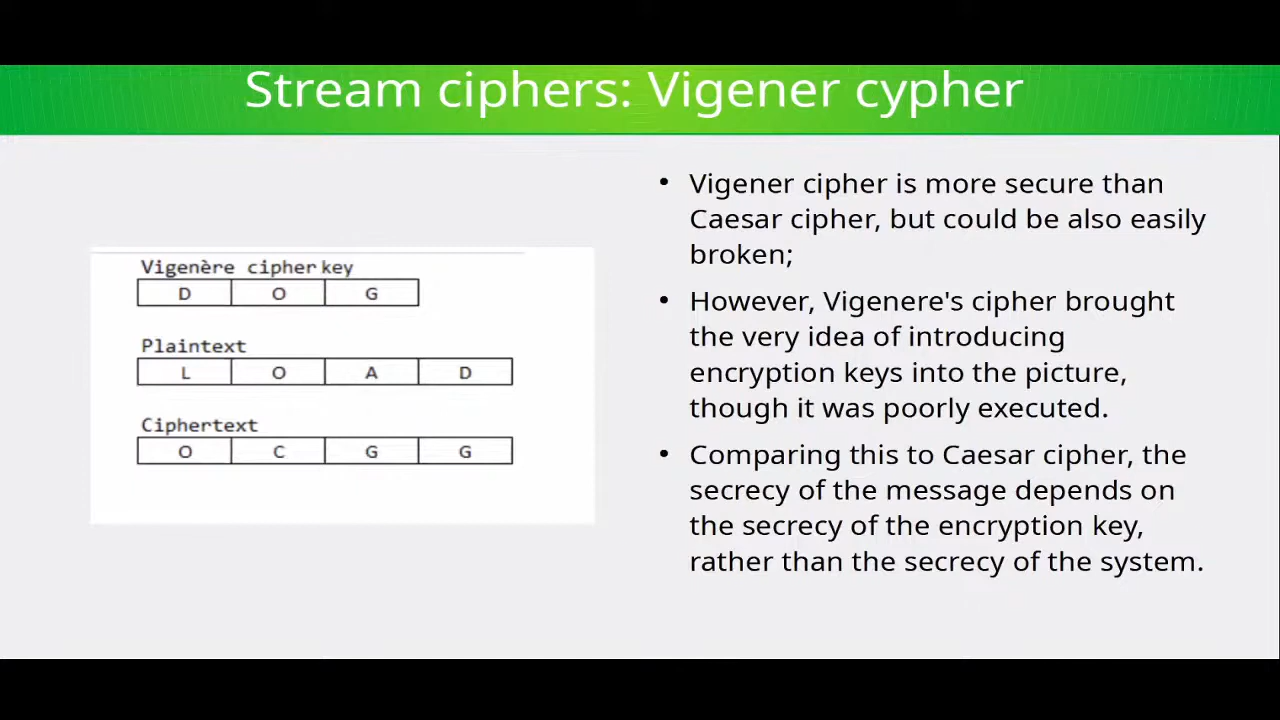 Stream ciphers: Vigener cypher
Vigenère cipher key
D O G
Plaintext
L O A D
Ciphertext
O C G G
• Vigener cipher is more secure than
Caesar cipher, but could be also easily
broken;
• However, Vigenere's cipher brought
the very idea of introducing
encryption keys into the picture,
though it was poorly executed.
• Comparing this to Caesar cipher, the
secrecy of the message depends on
the secrecy of the encryption key,
rather than the secrecy of the system.